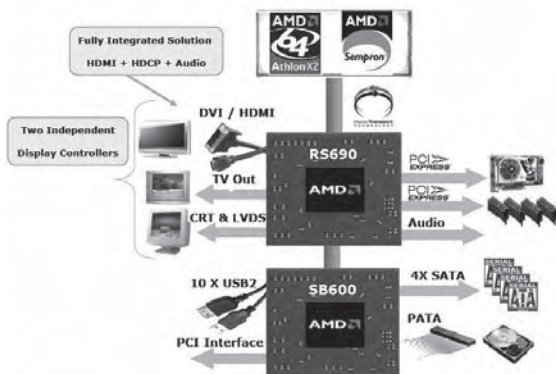 Fully Integrated Solution
HDMI + HDCP + Audio
AMD
64
Athlon X2
AMD
Sempron
Two Independent
Display Controllers
DVI / HDMI
RS690
PCI
EXPRESS
TV Out
AMD
PCI
EXPRESS
CRT & LVDS
Audio
10 X USB2
SB600
4X SATA
SERIAL
ATA
AMD
PATA
PCI Interface